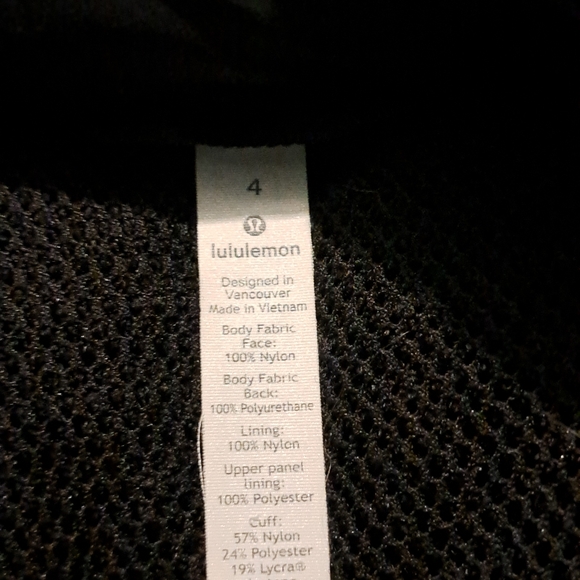 4
lululemon
Designed in
Vancouver
Made in Vietnam
Body Fabric
Face:
100% Nylon
Body Fabric
Back:
100% Polyurethane
Lining:
100% Nylon
Upper panel
lining:
100% Polyester
Cuff:
57% Nylon
24% Polyester
19% Lycra®